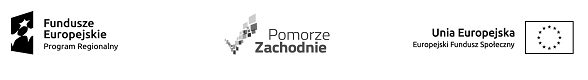 Fundusze
Europejskie
Program Regionalny
Pomorze
Zachodnie
Unia Europejska
Europejski Fundusz Społeczny